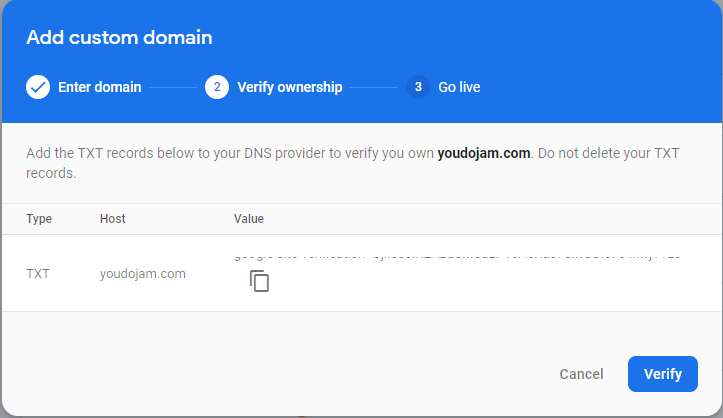 Add custom domain
Enter domain
2 Verify ownership
3 Go live
Add the TXT records below to your DNS provider to verify you own youdojam.com. Do not delete your TXT
records.
Type Host Value
TXT youdojam.com
Cancel Verify